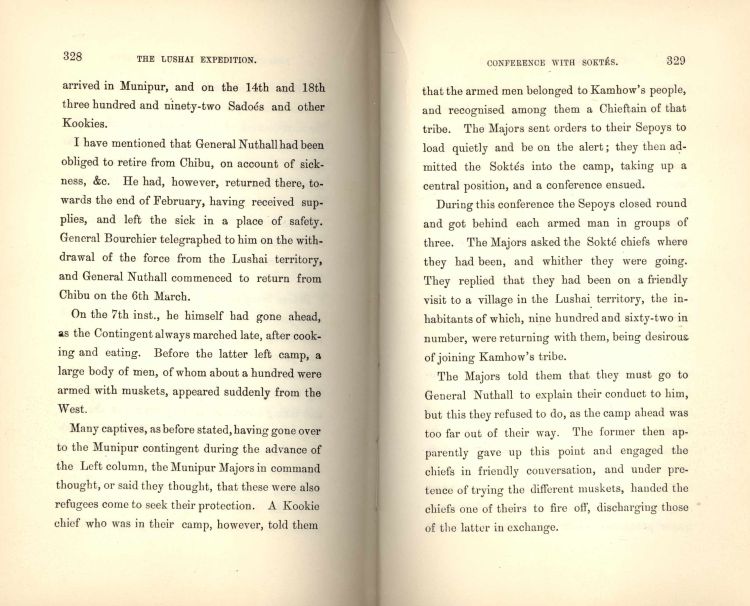 328
THE LUSHAI EXPEDITION.
arrived in Munipur, and on the 14th and 18th
three hundred and ninety-two Sadoés and other
Kookies.
I have mentioned that General Nuthall had been
obliged to retire from Chibu, on account of sick-
ness, &c. He had, however, returned there, to-
wards the end of February, having received sup-
plies, and left the sick in a place of safety.
General Bourchier telegraphed to him on the with-
drawal of the force from the Lushai territory,
and General Nuthall commenced to return from
Chibu on the 6th March.
On the 7th inst., he himself had gone ahead,
as the Contingent always marched late, after cook-
ing and eating. Before the latter left camp, a
large body of men, of whom about a hundred were
armed with muskets, appeared suddenly from the
West.
Many captives, as before stated, having gone over
to the Munipur contingent during the advance of
the Left column, the Munipur Majors in command
thought, or said they thought, that these were also
refugees come to seek their protection. A Kookie
chief who was in their camp, however, told them
CONFERENCE WITH SOKTÉS.
329
that the armed men belonged to Kamhow's people,
and recognised among them a Chieftain of that
tribe. The Majors sent orders to their Sepoys to
load quietly and be on the alert; they then ad-
mitted the Soktés into the camp, taking up a
central position, and a conference ensued.
During this conference the Sepoys closed round
and got behind each armed man in groups of
three. The Majors asked the Sokté chiefs where
they had been, and whither they were going.
They replied that they had been on a friendly
visit to a village in the Lushai territory, the in-
habitants of which, nine hundred and sixty-two in
number, were returning with them, being desirous
of joining Kamhow's tribe.
The Majors told them that they must go to
General Nuthall to explain their conduct to him,
but this they refused to do, as the camp ahead was
too far out of their way. The former then ap-
parently gave up this point and engaged the
chiefs in friendly conversation, and under pre-
tence of trying the different muskets, handed the
chiefs one of theirs to fire off, discharging those
of the latter in exchange.